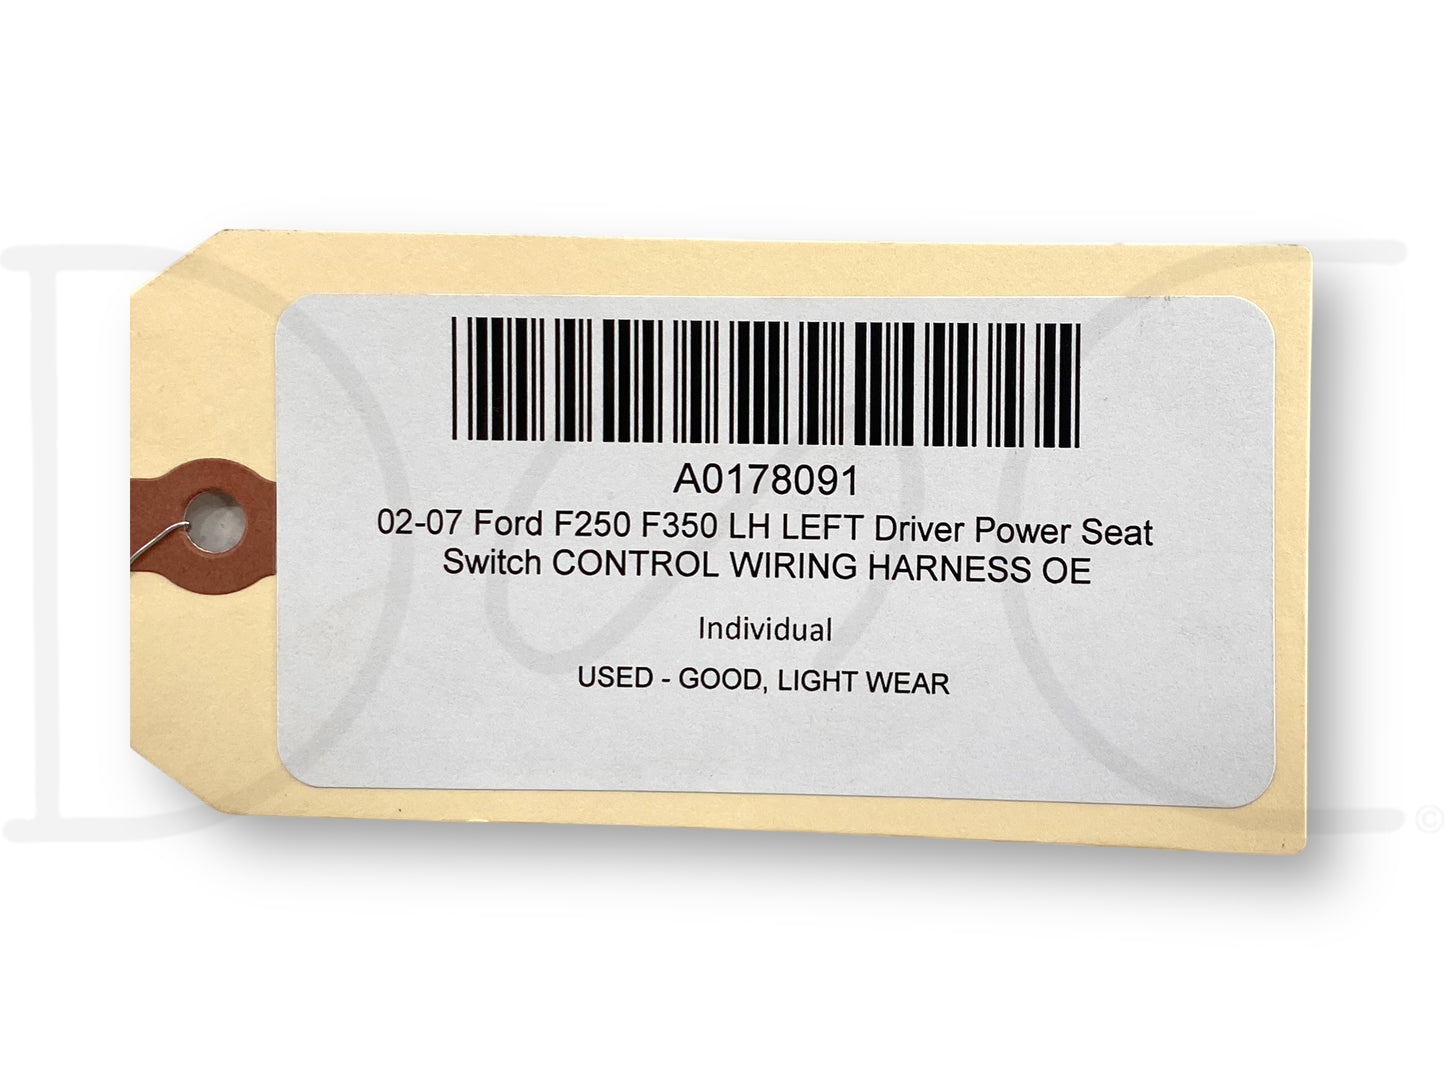 A0178091
02-07 Ford F250 F350 LH LEFT Driver Power Seat
Switch CONTROL WIRING HARNESS OE
Individual
USED - GOOD, LIGHT WEAR
©